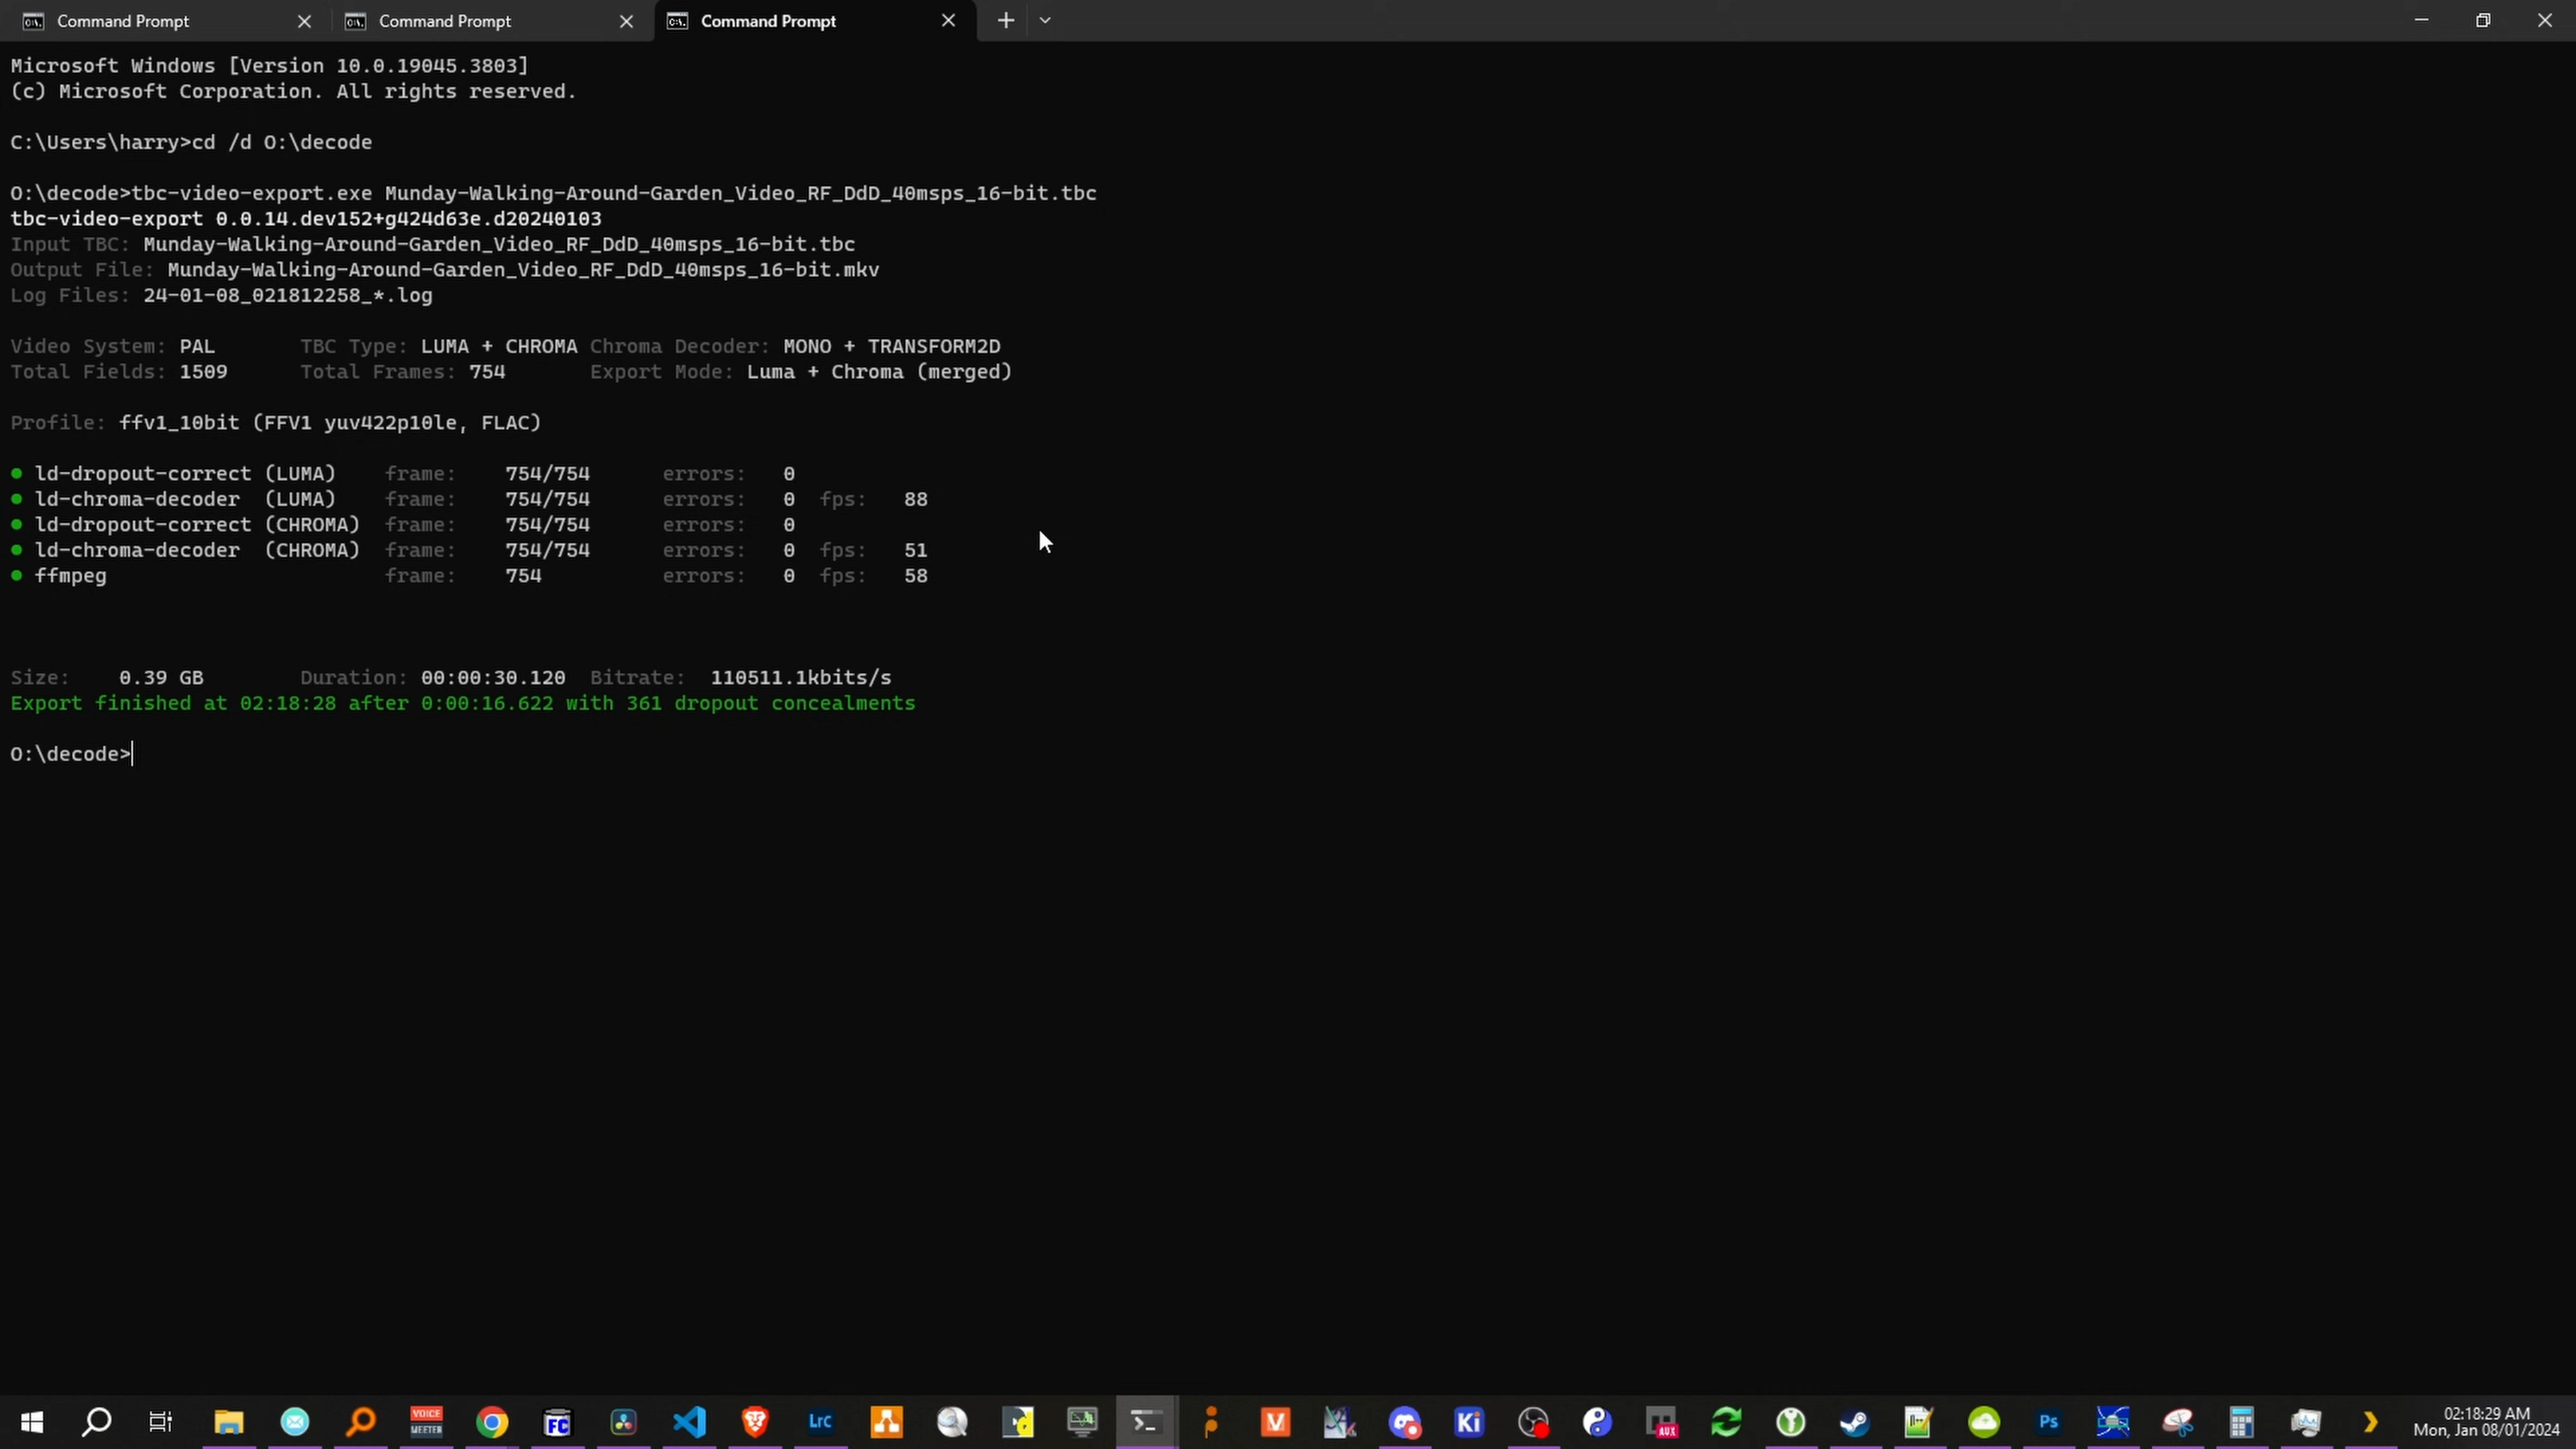 Command Prompt
Command Prompt
Command Prompt
Microsoft Windows [Version 10.0.19045.3803]
(c) Microsoft Corporation. All rights reserved.
C:\Users\harry>cd /d O:\decode
O:\decode>tbc-video-export.exe Munday-Walking-Around-Garden_Video_RF_DdD_40msps_16-bit.tbc
tbc-video-export 0.0.14.dev152+g424d63e.d20240103
Input TBC: Munday-Walking-Around-Garden_Video_RF_DdD_40msps_16-bit.tbc
Output File: Munday-Walking-Around-Garden_Video_RF_DdD_40msps_16-bit.mkv
Log Files: 24-01-08_021812258_*.log
Video System: PAL TBC Type: LUMA + CHROMA Chroma Decoder: MONO + TRANSFORM2D
Total Fields: 1509 Total Frames: 754 Export Mode: Luma + Chroma (merged)
Profile: ffv1_10bit (FFV1 yuv422p10le, FLAC)
ld-dropout-correct (LUMA) frame: 754/754 errors: 0
ld-chroma-decoder (LUMA) frame: 754/754 errors: 0 fps: 88
ld-dropout-correct (CHROMA) frame: 754/754 errors: 0
ld-chroma-decoder (CHROMA) frame: 754/754 errors: 0 fps: 51
ffmpeg frame: 754 errors: 0 fps: 58
Size: 0.39 GB Duration: 00:00:30.120 Bitrate: 110511.1kbits/s
Export finished at 02:18:28 after 0:00:16.622 with 361 dropout concealments
O:\decode>
VOICE
MEETER
FC
Lrc
Ki
AUX
Ps
02:18:29 AM
Mon, Jan 08/01/2024